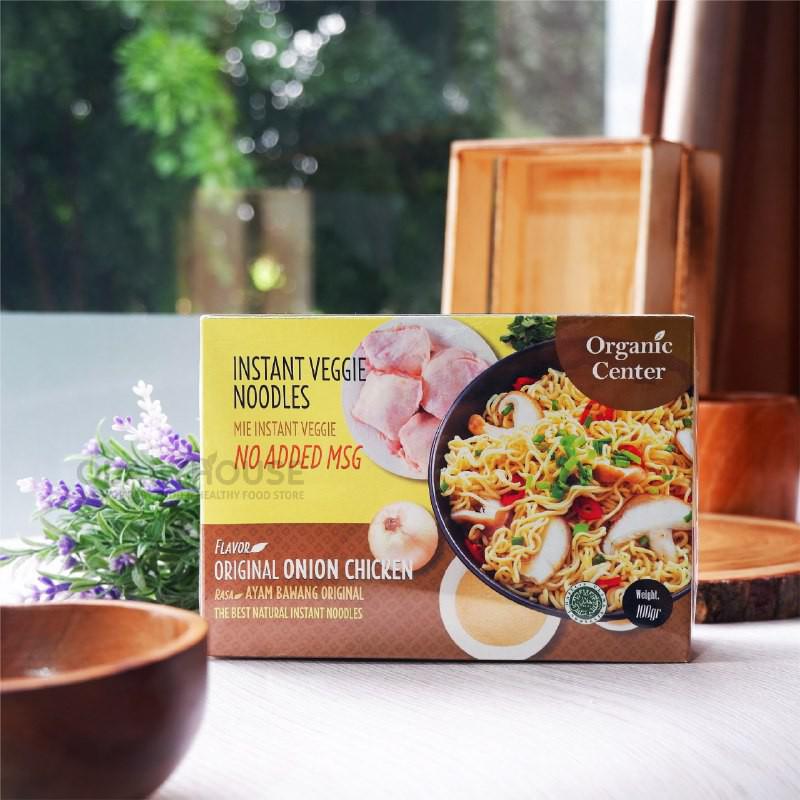 INSTANT VEGGIE
NOODLES
MIE INSTANT VEGGIE
NO ADDED MSG
Organic
Center
HOUSE
HEALTHY FOOD STORE
FLAVOR
ORIGINAL ONION CHICKEN
RASA AYAM BAWANG ORIGINAL
THE BEST NATURAL INSTANT NOODLES
Weight,
100gr